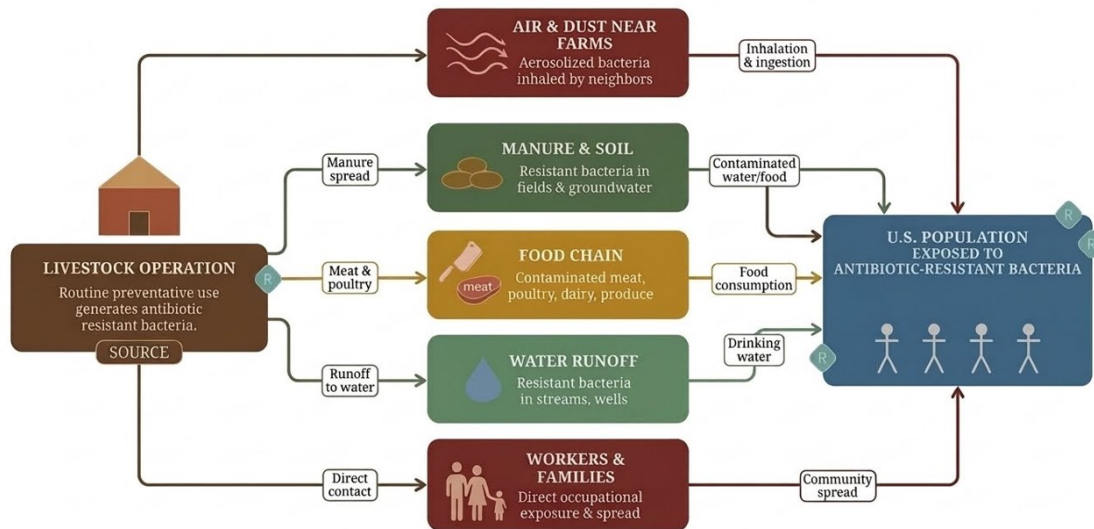 AIR & DUST NEAR
FARMS
Aerosolized bacteria
inhaled by neighbors
Inhalation
& ingestion
Manure
spread
MANURE & SOIL
Resistant bacteria in
fields & groundwater
Contaminated
water/food
LIVESTOCK OPERATION
Routine preventative use
generates antibiotic
resistant bacteria.
SOURCE
R
Meat &
poultry
FOOD CHAIN
meat
Contaminated meat,
poultry, dairy, produce
Food
consumption
R
R
U.S. POPULATION
EXPOSED TO
ANTIBIOTIC-RESISTANT BACTERIA
R
Runoff
to water
WATER RUNOFF
Resistant bacteria
in streams, wells
Drinking
water
Direct
contact
WORKERS &
FAMILIES
Direct occupational
exposure & spread
Community
spread